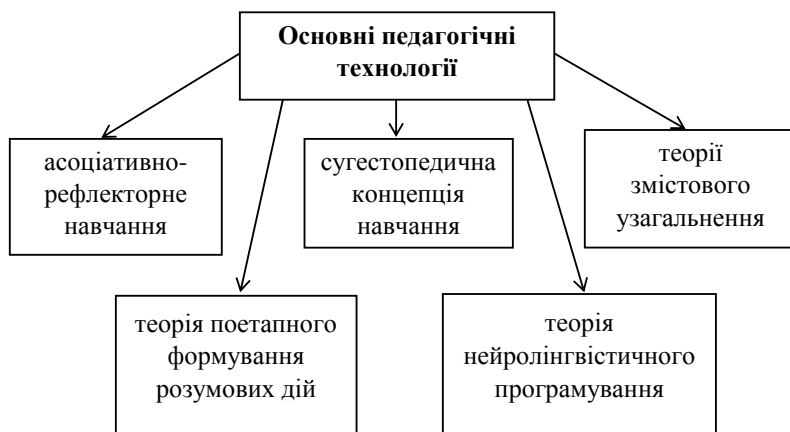 Основні педагогічні
технології
асоціативно-
рефлекторне
навчання
сугестопедична
концепція
навчання
теорії
змістового
узагальнення
теорія поетапного
формування
розумових дій
теорія
нейролінгвістичного
програмування